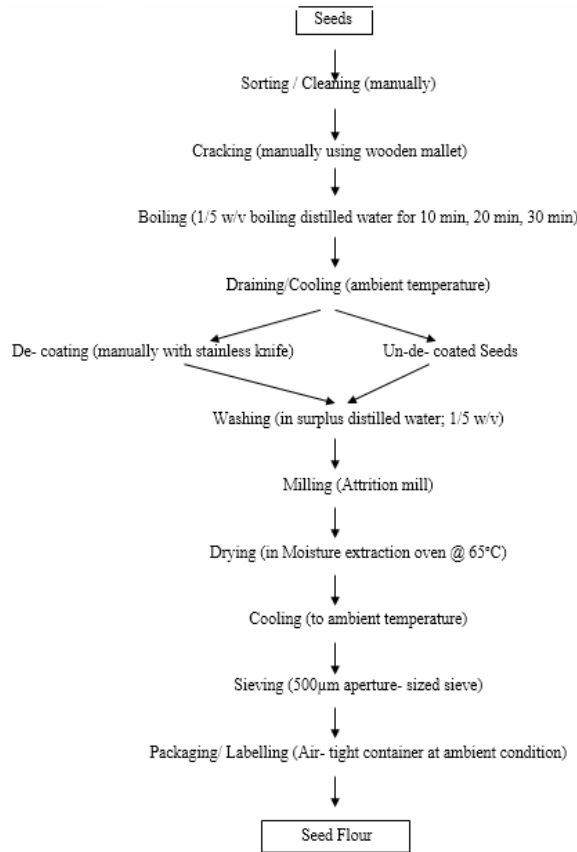 Seeds
Sorting / Cleaning (manually)
Cracking (manually using wooden mallet)
Boiling (1/5 w/v boiling distilled water for 10 min, 20 min, 30 min)
Draining/Cooling (ambient temperature)
De- coating (manually with stainless knife) Un-de- coated Seeds
Washing (in surplus distilled water; 1/5 w/v)
Milling (Attrition mill)
Drying (in Moisture extraction oven @ 65°C)
Cooling (to ambient temperature)
Sieving (500µm aperture- sized sieve)
Packaging/ Labelling (Air- tight container at ambient condition)
Seed Flour